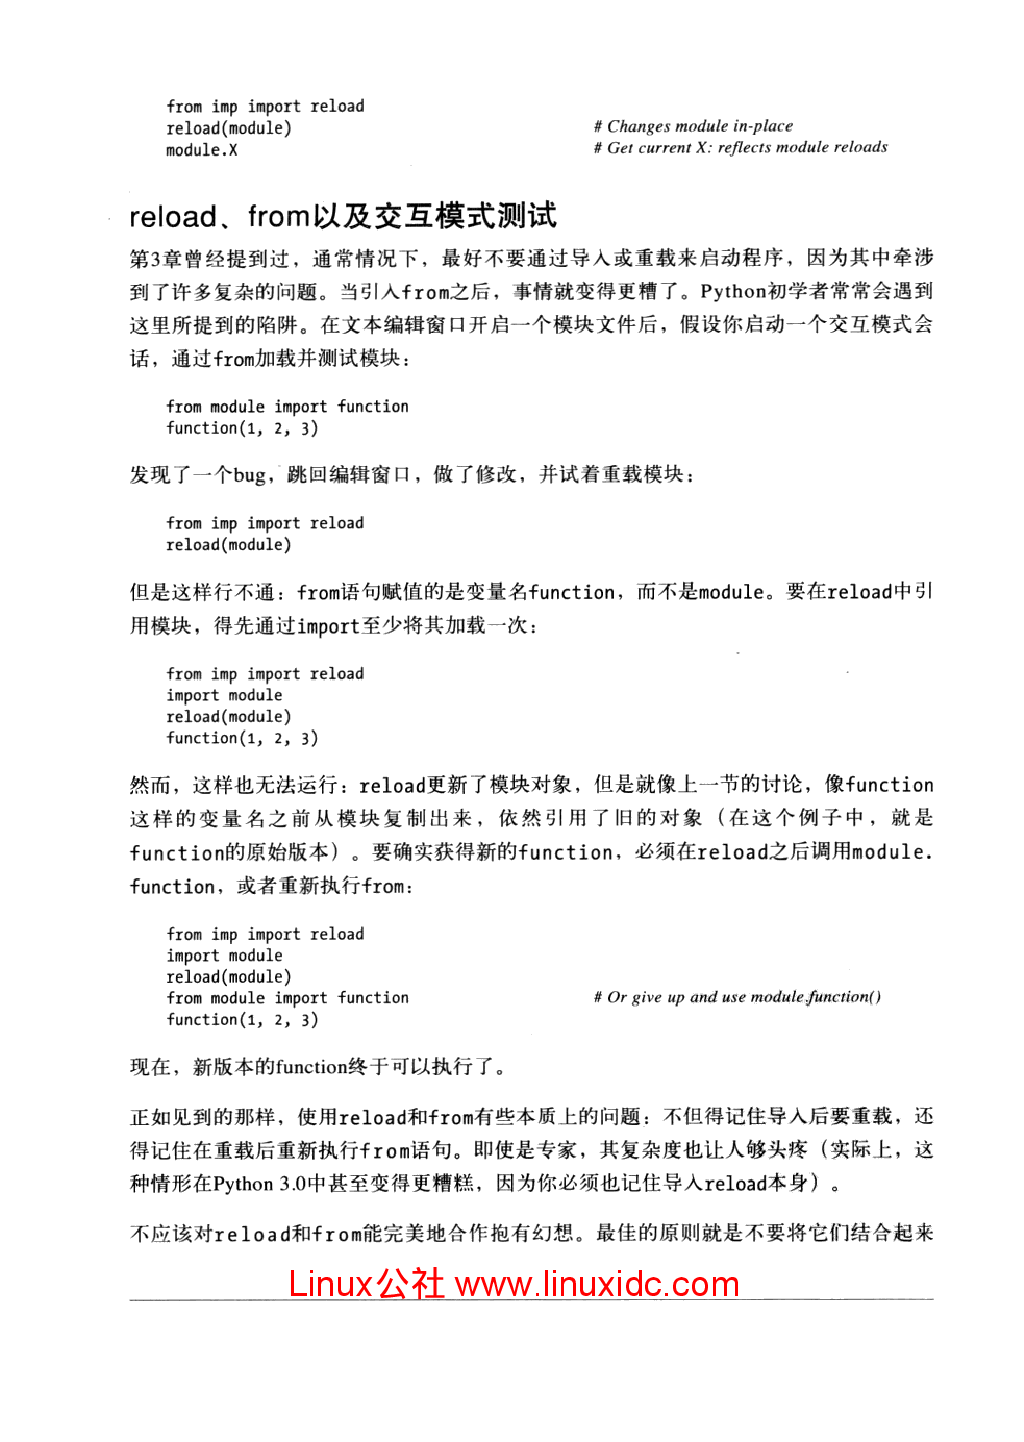 from imp import reload
reload(module) # Changes module in-place
module.X # Get current X: reflects module reloads
reload、from以及交互模式测试
第3章曾经提到过，通常情况下，最好不要通过导入或重载来启动程序，因为其中牵涉
到了许多复杂的问题。当引入from之后，事情就变得更糟了。Python初学者常常会遇到
这里所提到的陷阱。在文本编辑窗口开启一个模块文件后，假设你启动一个交互模式会
话，通过from加载并测试模块：
from module import function
function(1, 2, 3)
发现了一个bug，跳回编辑窗口，做了修改，并试着重载模块：
from imp import reload
reload(module)
但是这样行不通：from语句赋值的是变量名function，而不是module。要在reload中引
用模块，得先通过import至少将其加载一次：
from imp import reload
import module
reload(module)
function(1, 2, 3)
然而，这样也无法运行：reload更新了模块对象，但是就像上一节的讨论，像function
这样的变量名之前从模块复制出来，依然引用了旧的对象（在这个例子中，就是
function的原始版本）。要确实获得新的function，必须在reload之后调用module.
function，或者重新执行from：
from imp import reload
import module
reload(module)
from module import function # Or give up and use module.function()
function(1, 2, 3)
现在，新版本的function终于可以执行了。
正如见到的那样，使用reload和from有些本质上的问题：不但得记住导入后要重载，还
得记住在重载后重新执行from语句。即使是专家，其复杂度也让人够头疼（实际上，这
种情形在Python 3.0中甚至变得更糟糕，因为你必须也记住导入reload本身）。
不应该对reload和from能完美地合作抱有幻想。最佳的原则就是不要将它们结合起来
Linux公社 www.linuxidc.com